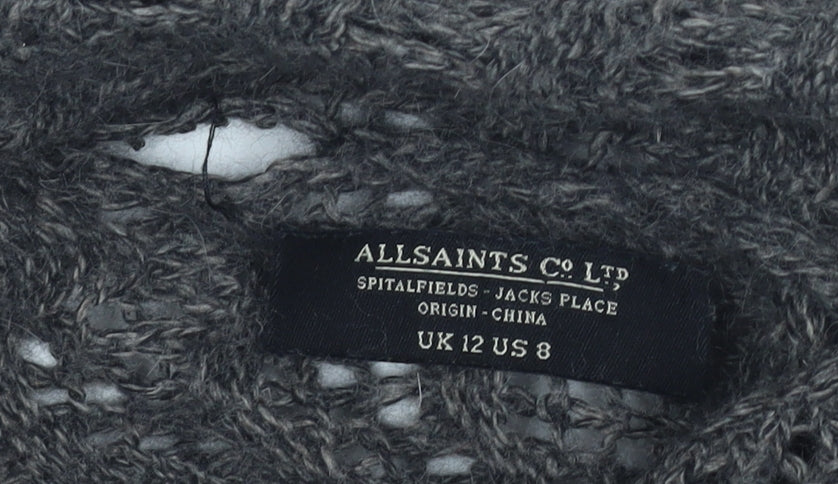 ALLSAINTS Cº LTD
SPITALFIELDS - JACKS PLACE
ORIGIN - CHINA
UK 12 US 8